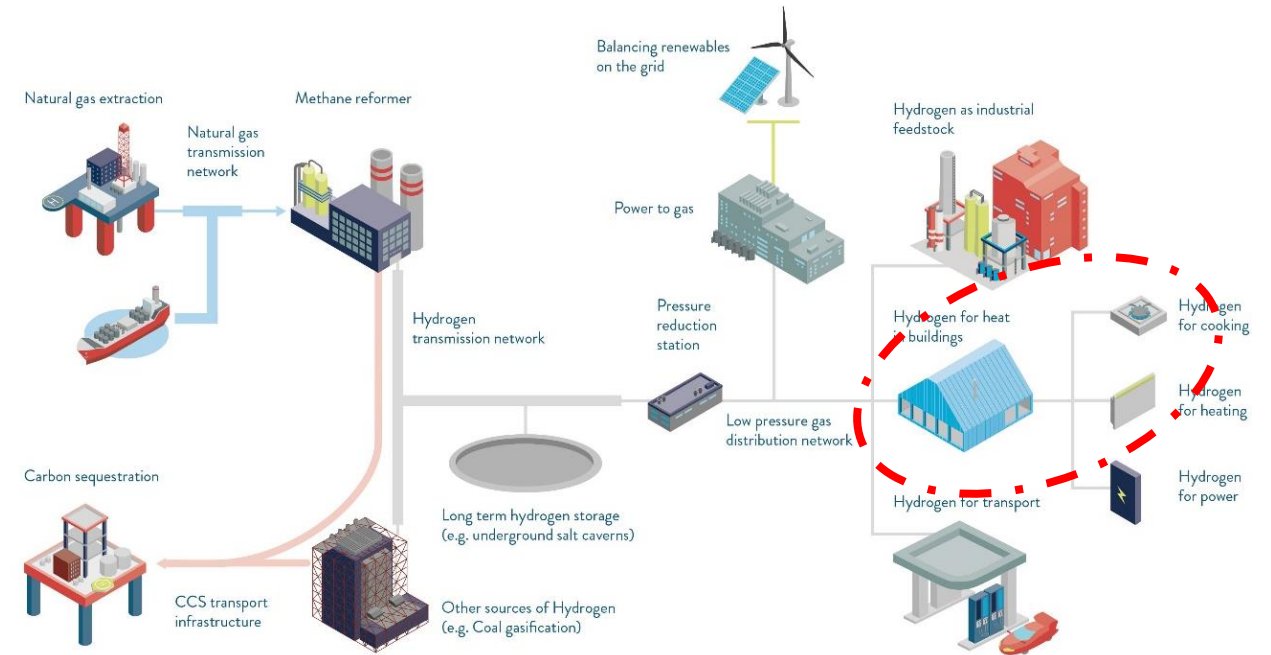 Balancing renewables
on the grid
Natural gas extraction
Methane reformer
Hydrogen as industrial
feedstock
Natural gas
transmission
network
Power to gas
Pressure
reduction
station
Hydrogen
transmission network
Hydrogen for heat
in buildings
Hydrogen
for cooking
Hydrogen
for heating
Low pressure gas
distribution network
Carbon sequestration
Hydrogen
for power
Hydrogen for transport
Long term hydrogen storage
(e.g. underground salt caverns)
CCS transport
infrastructure
Other sources of Hydrogen
(e.g. Coal gasification)